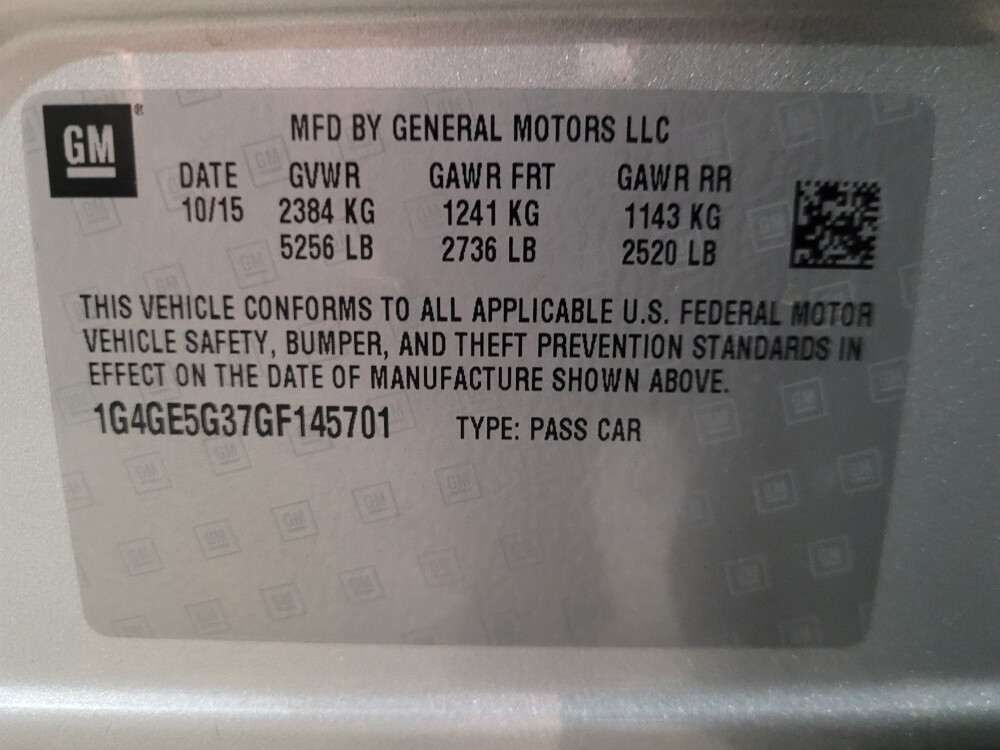 GM
MFD BY GENERAL MOTORS LLC
DATE GVWR GAWR FRT GAWR RR
10/15 2384 KG 1241 KG 1143 KG
5256 LB 2736 LB 2520 LB
THIS VEHICLE CONFORMS TO ALL APPLICABLE U.S. FEDERAL MOTOR
VEHICLE SAFETY, BUMPER, AND THEFT PREVENTION STANDARDS IN
EFFECT ON THE DATE OF MANUFACTURE SHOWN ABOVE.
1G4GE5G37GF145701 TYPE: PASS CAR